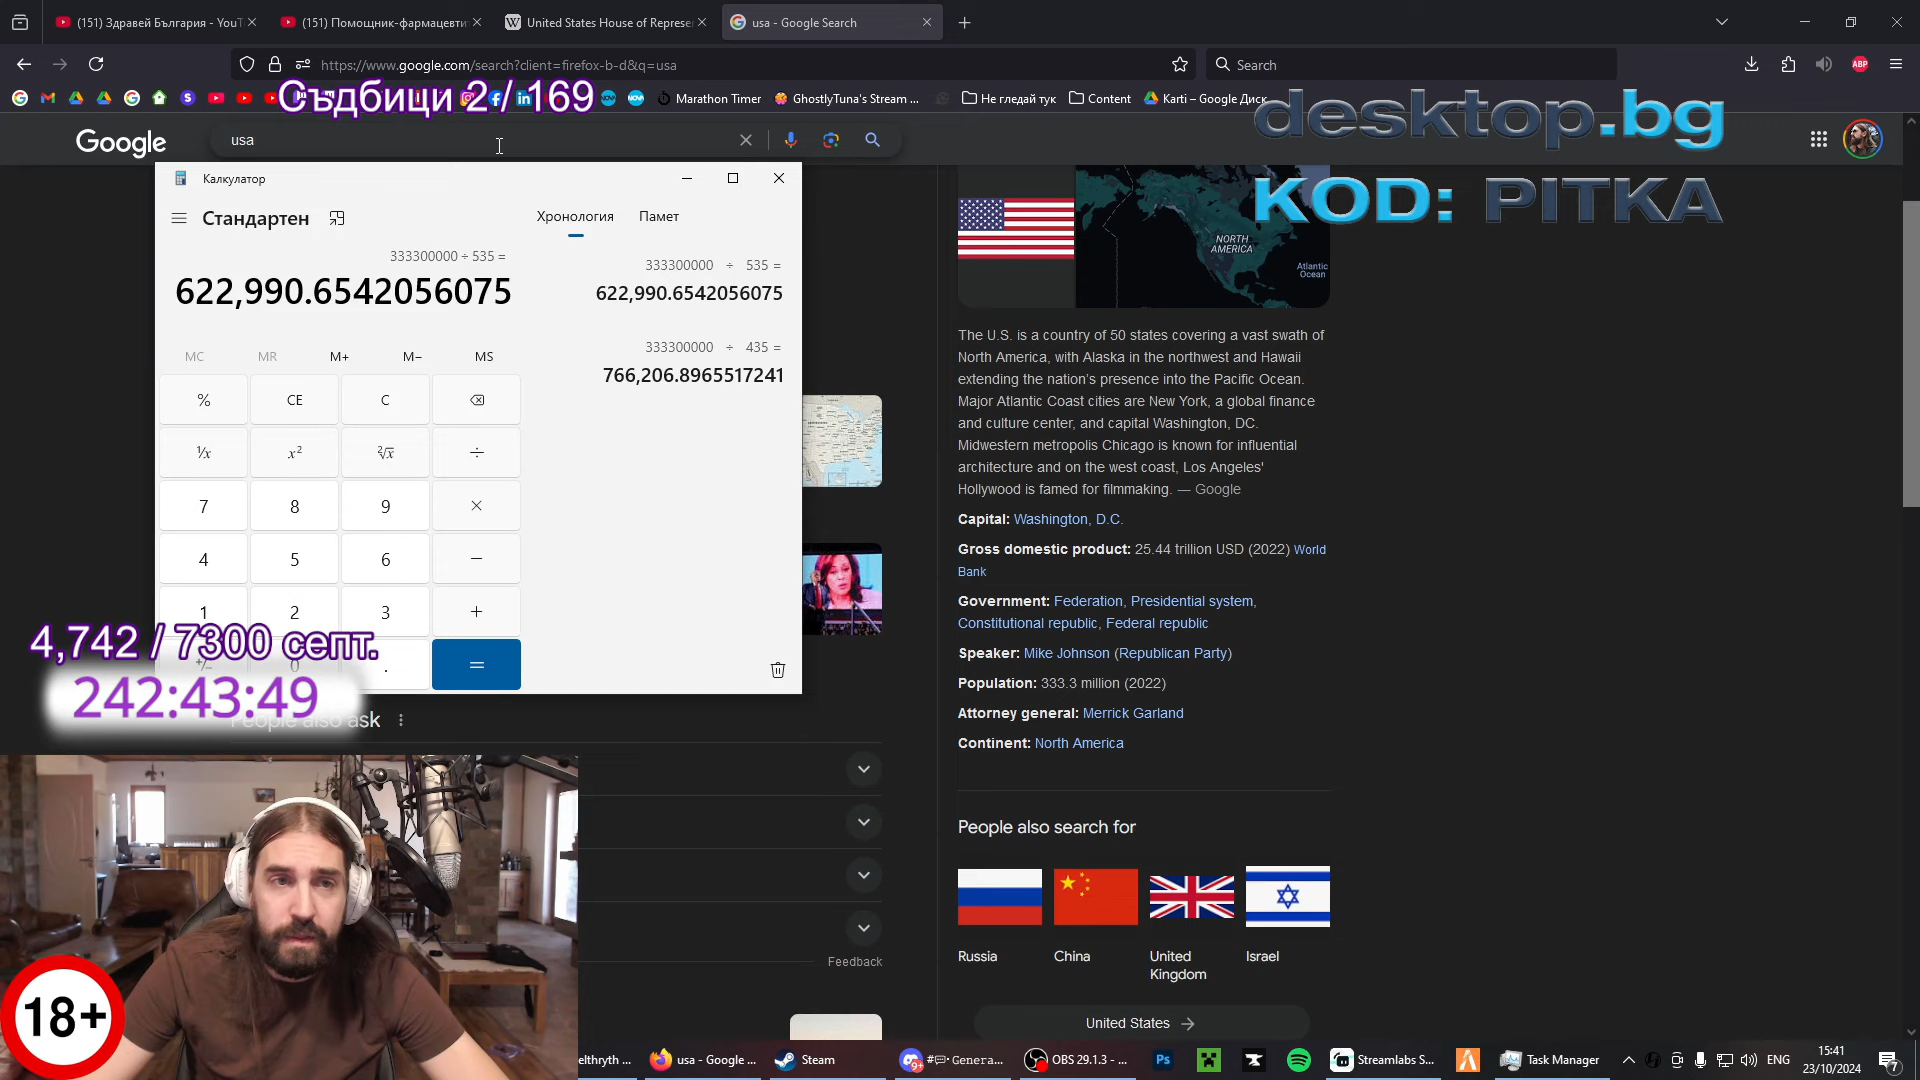 (151) Здравей България - YouT
(151) Помощник-фармацевти
United States House of Represe
usa - Google Search
https://www.google.com/search?client=firefox-b-d&q=usa
Search
ABP
Съдбици 2 / 169
Marathon Timer
GhostlyTuna's Stream ...
Не гледай тук
Content
Karti – Google Диск
desktop.bg
KOD: PITKA
Google
usa
Калкулатор
Стандартен
Хронология
Памет
333300000 ÷ 535 =
622,990.6542056075
333300000 ÷ 535 =
622,990.6542056075
333300000 ÷ 435 =
766,206.8965517241
MC MR M+ M− MS
% CE C
¹/x x² ²√x ÷
7 8 9 ×
4 5 6 −
1 2 3 +
+/− 0 . =
4,742 / 7300 септ.
242:43:49
People also ask
Feedback
NORTH
AMERICA
Atlantic
Ocean
The U.S. is a country of 50 states covering a vast swath of
North America, with Alaska in the northwest and Hawaii
extending the nation's presence into the Pacific Ocean.
Major Atlantic Coast cities are New York, a global finance
and culture center, and capital Washington, DC.
Midwestern metropolis Chicago is known for influential
architecture and on the west coast, Los Angeles'
Hollywood is famed for filmmaking. — Google
Capital: Washington, D.C.
Gross domestic product: 25.44 trillion USD (2022) World
Bank
Government: Federation, Presidential system,
Constitutional republic, Federal republic
Speaker: Mike Johnson (Republican Party)
Population: 333.3 million (2022)
Attorney general: Merrick Garland
Continent: North America
People also search for
Russia
China
United
Kingdom
Israel
United States
18+
elthryth ...
usa - Google ...
Steam
9+
#💬· Genera...
OBS 29.1.3 - ...
Ps
Streamlabs S...
Task Manager
ENG
15:41
23/10/2024
7